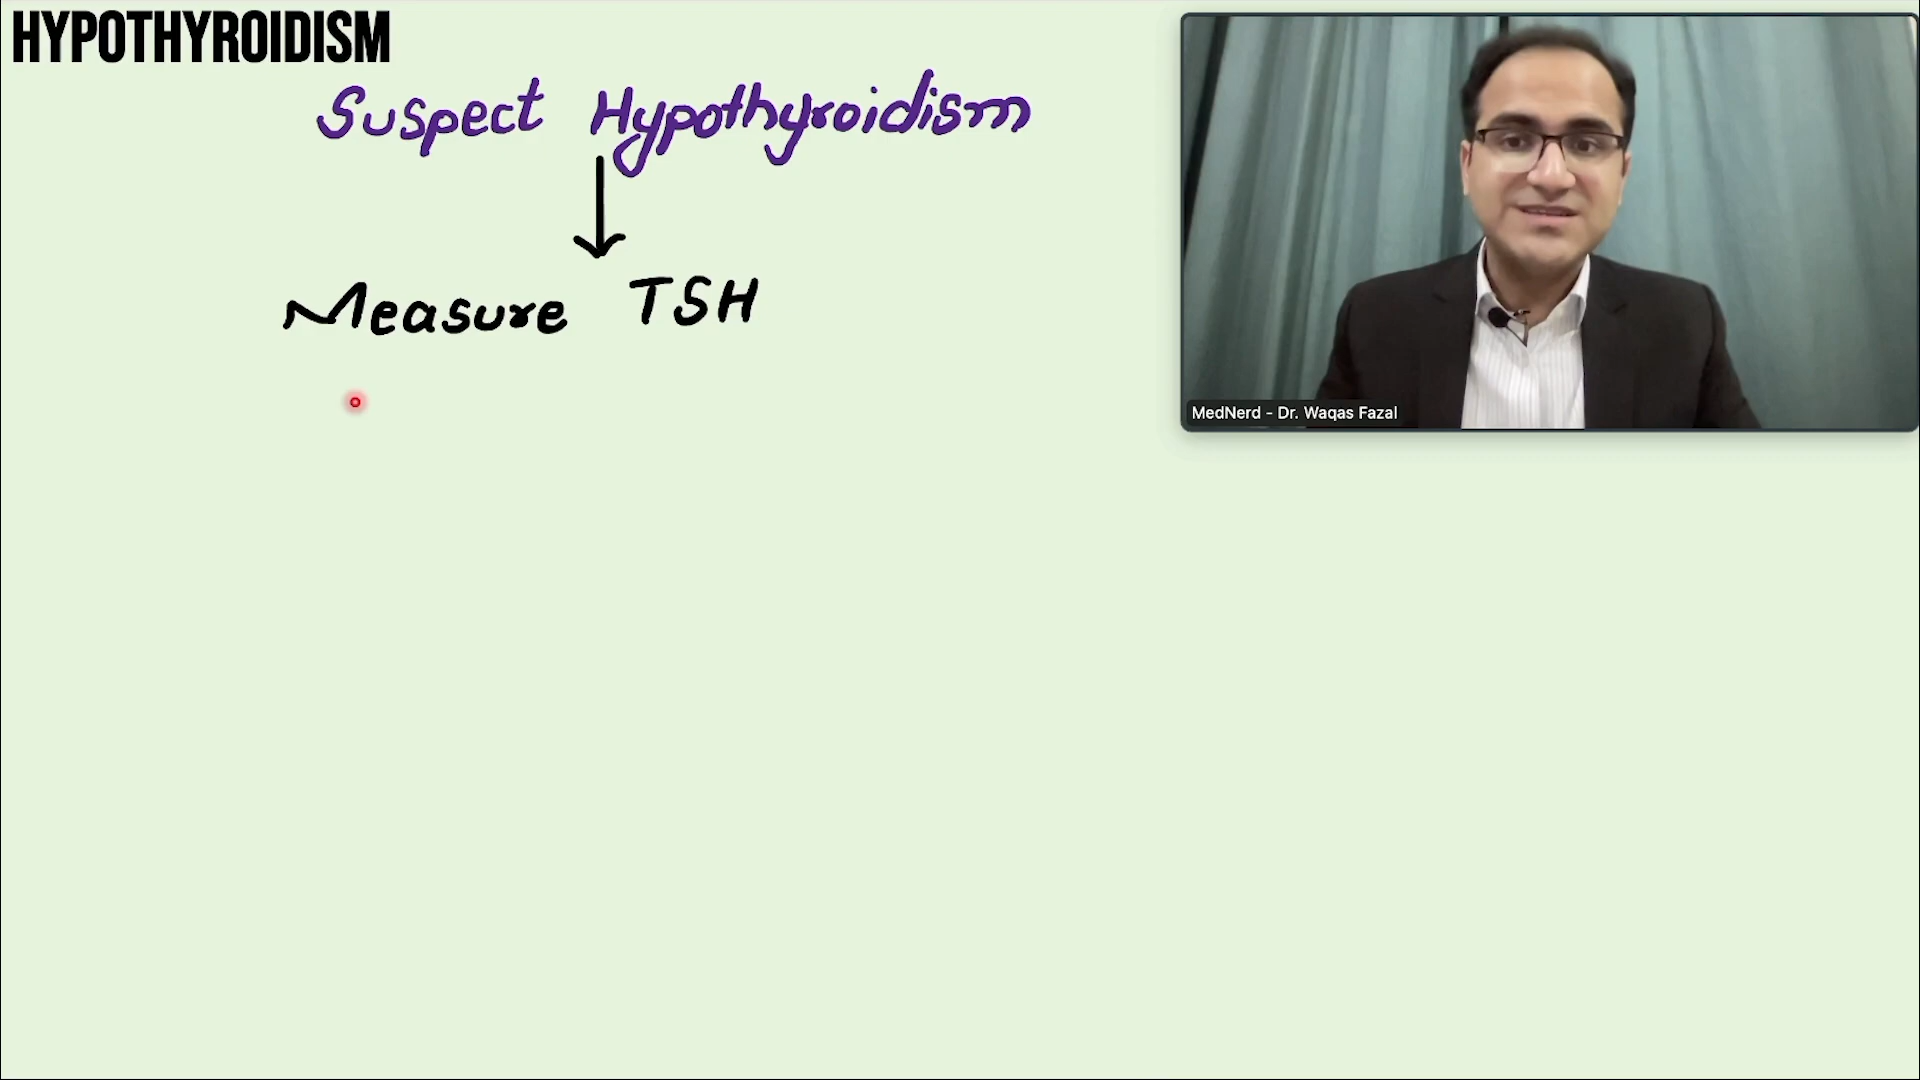 HYPOTHYROIDISM
Suspect Hypothyroidism
Measure TSH
MedNerd - Dr. Waqas Fazal